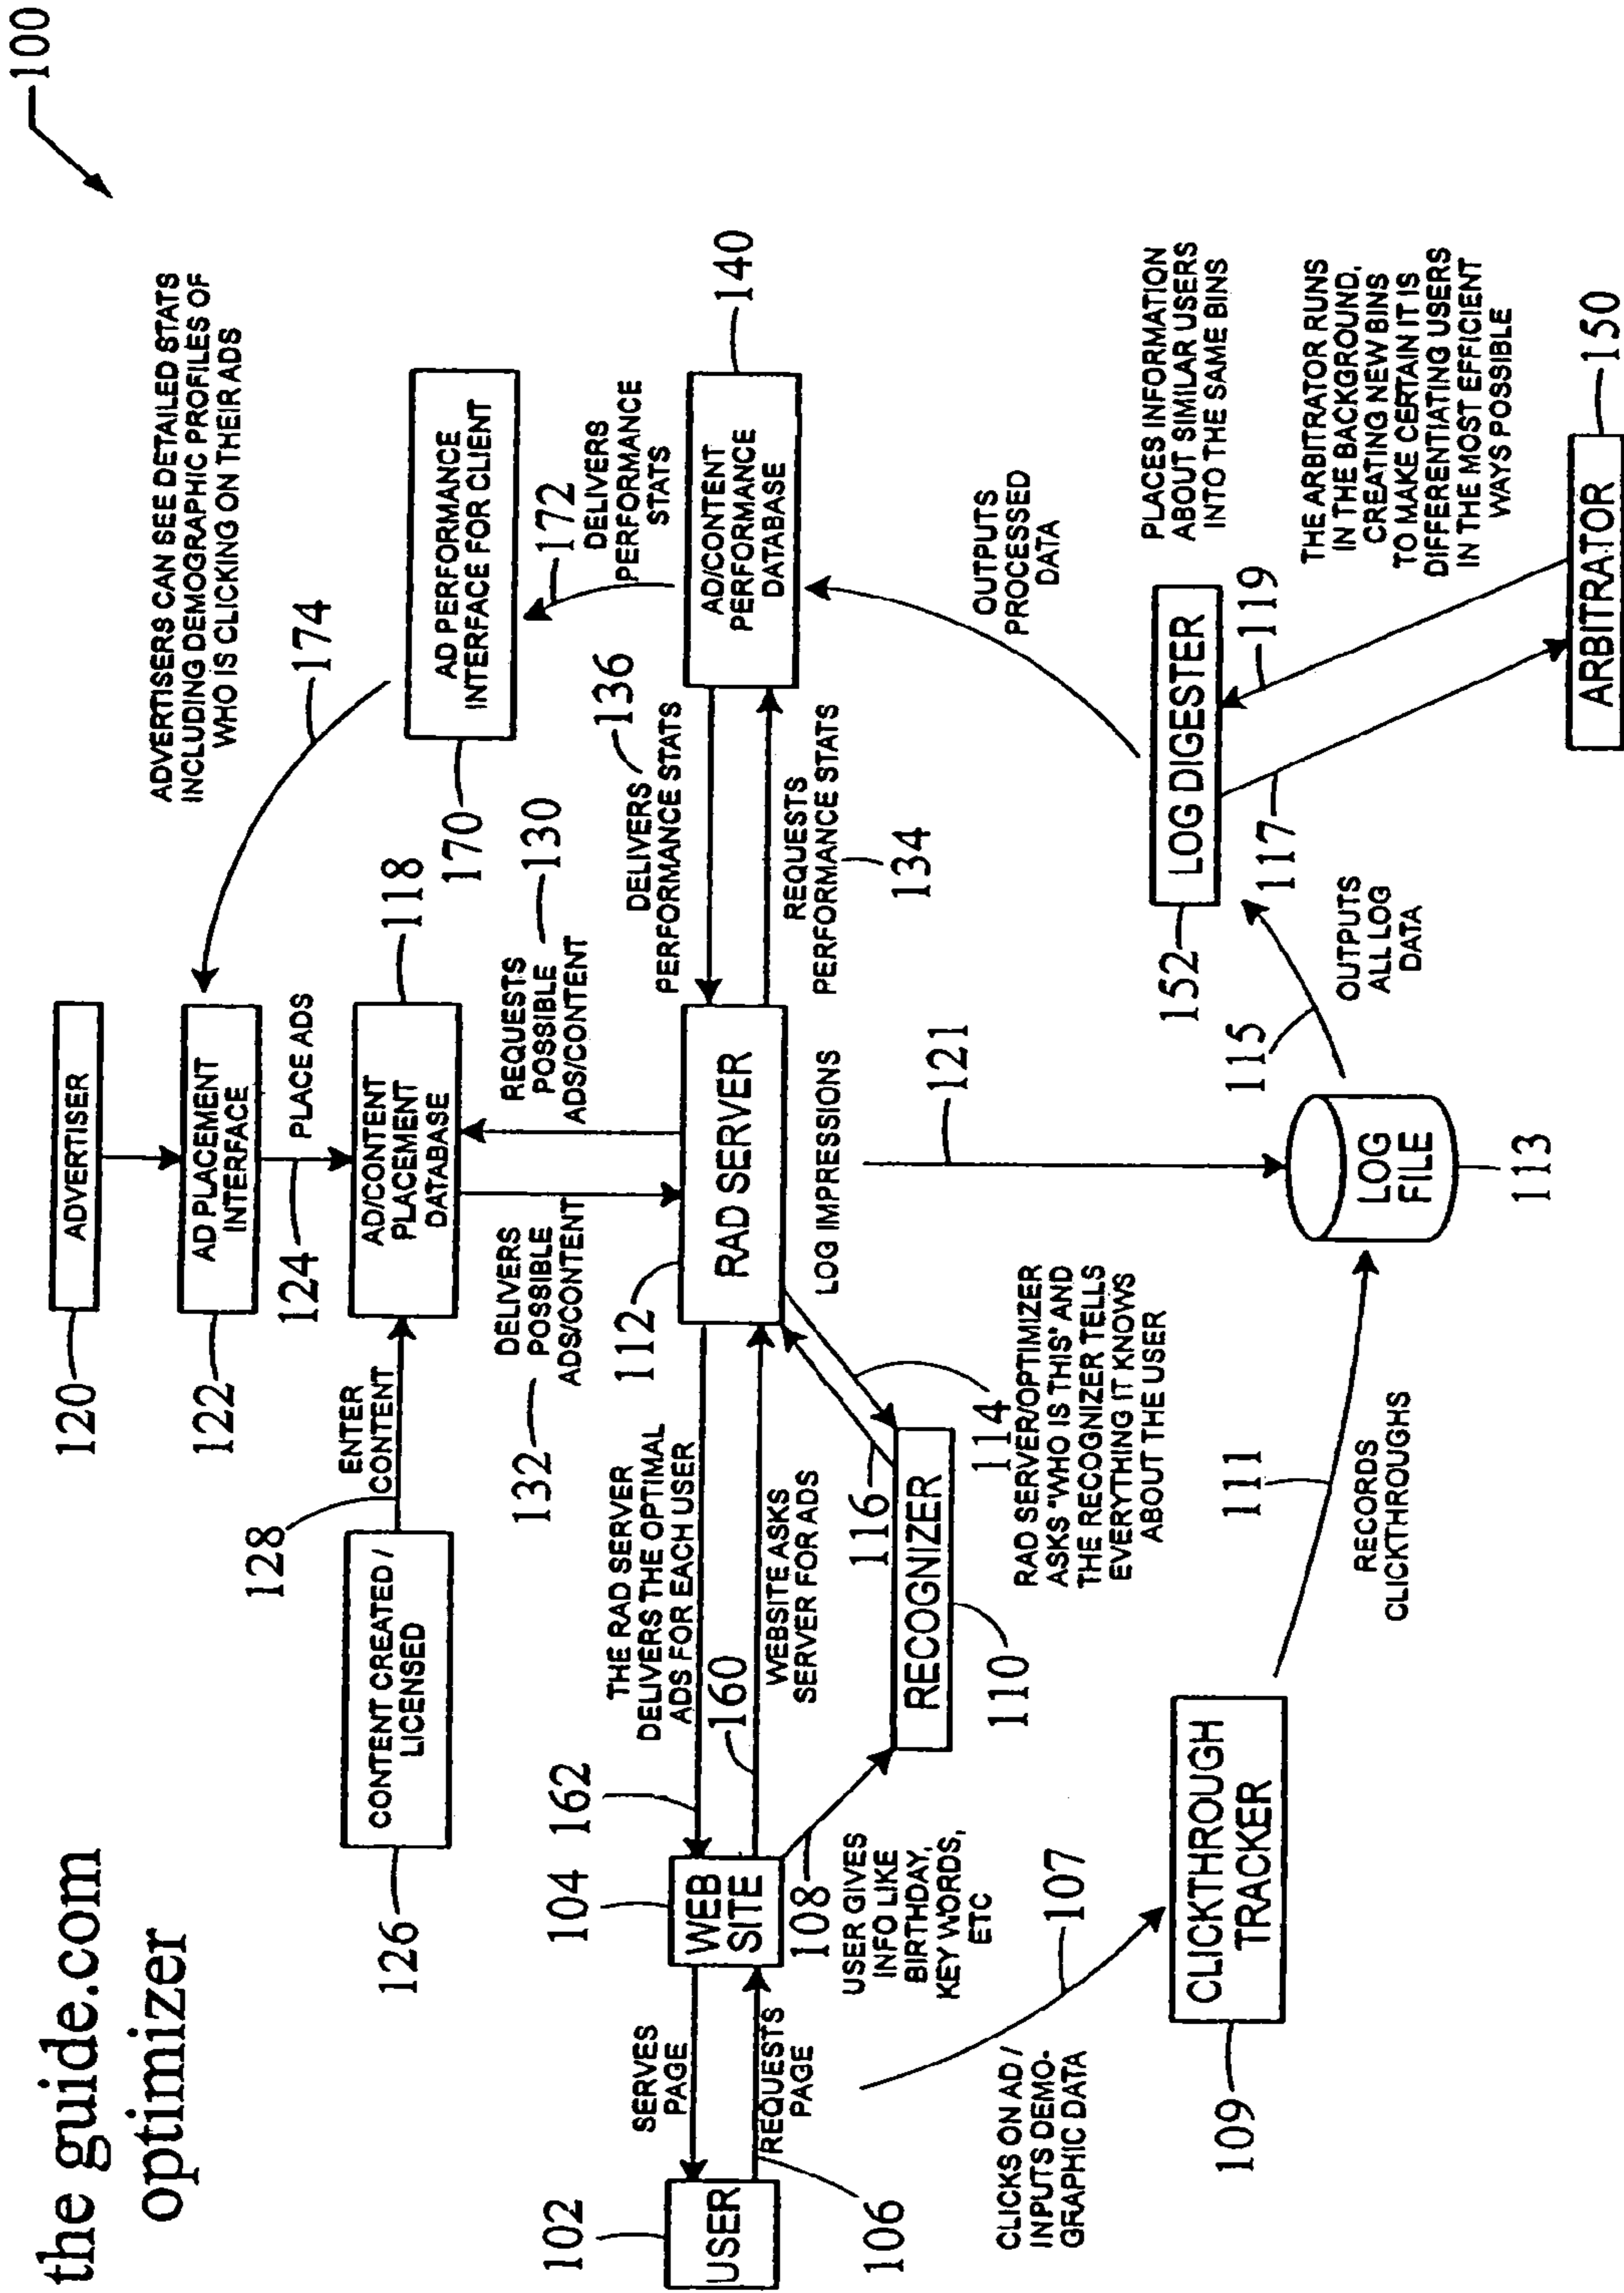 the guide.com
optimizer
100
ADVERTISER
120
AD PLACEMENT
INTERFACE
122
PLACE ADS
124
ADVERTISERS CAN SEE DETAILED STATS
INCLUDING DEMOGRAPHIC PROFILES OF
WHO IS CLICKING ON THEIR ADS
174
CONTENT CREATED /
LICENSED
126
128
ENTER
CONTENT
AD/CONTENT
PLACEMENT
DATABASE
118
AD PERFORMANCE
INTERFACE FOR CLIENT
170
172
DELIVERS
PERFORMANCE
STATS
132
DELIVERS
POSSIBLE
ADS/CONTENT
REQUESTS
POSSIBLE
ADS/CONTENT
130
102
USER
SERVES
PAGE
REQUESTS
PAGE
106
104
WEB
SITE
162
THE RAD SERVER
DELIVERS THE OPTIMAL
ADS FOR EACH USER
160
WEBSITE ASKS
SERVER FOR ADS
112
RAD SERVER
DELIVERS
PERFORMANCE STATS
136
REQUESTS
PERFORMANCE STATS
134
AD/CONTENT
PERFORMANCE
DATABASE
140
108
USER GIVES
INFO LIKE
BIRTHDAY,
KEY WORDS,
ETC
RECOGNIZER
110
116
114
RAD SERVER/OPTIMIZER
ASKS "WHO IS THIS" AND
THE RECOGNIZER TELLS
EVERYTHING IT KNOWS
ABOUT THE USER
LOG IMPRESSIONS
121
OUTPUTS
PROCESSED
DATA
CLICKS ON AD /
INPUTS DEMO-
GRAPHIC DATA
107
CLICKTHROUGH
TRACKER
109
111
RECORDS
CLICKTHROUGHS
LOG
FILE
113
115
OUTPUTS
ALL LOG
DATA
LOG DIGESTER
152
PLACES INFORMATION
ABOUT SIMILAR USERS
INTO THE SAME BINS
117
119
THE ARBITRATOR RUNS
IN THE BACKGROUND,
CREATING NEW BINS
TO MAKE CERTAIN IT IS
DIFFERENTIATING USERS
IN THE MOST EFFICIENT
WAYS POSSIBLE
ARBITRATOR
150